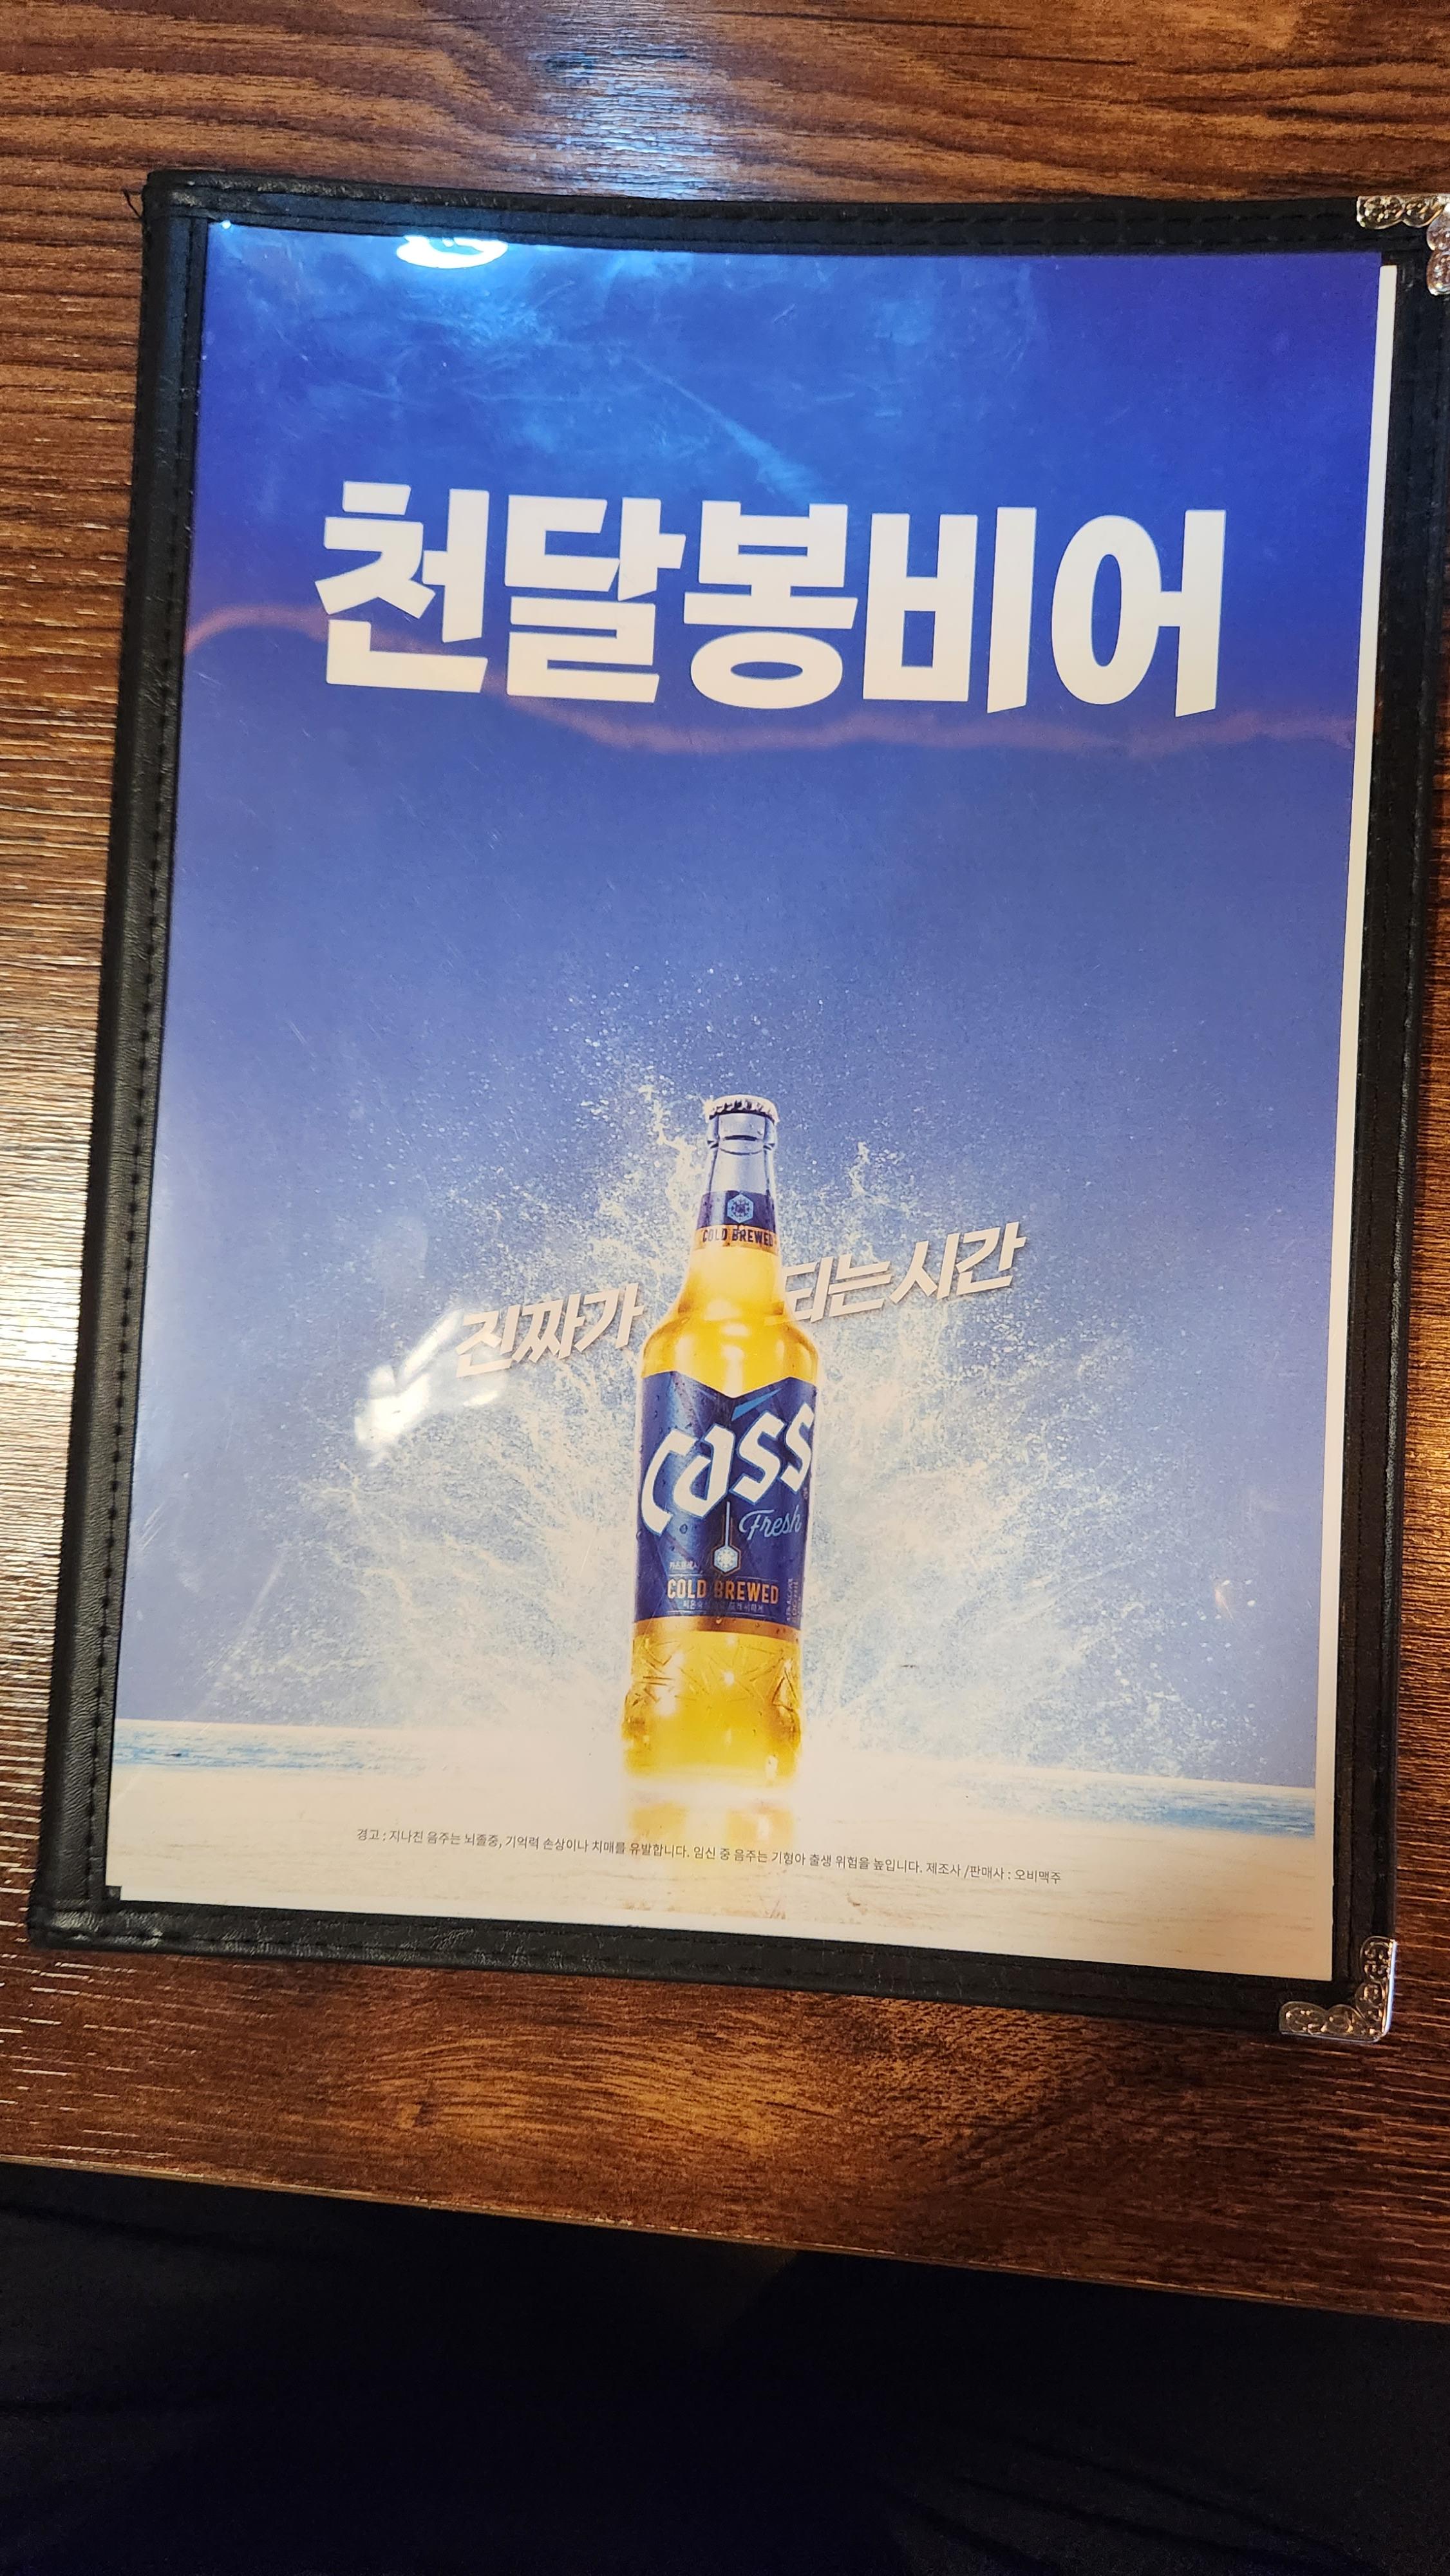 천달봉비어
COLD BREWED
진짜가 되는 시간
Cass
Fresh
COLD BREWED
경고 : 지나친 음주는 뇌졸중, 기억력 손상이나 치매를 유발합니다. 임신 중 음주는 기형아 출생 위험을 높입니다. 제조사 /판매사 : 오비맥주